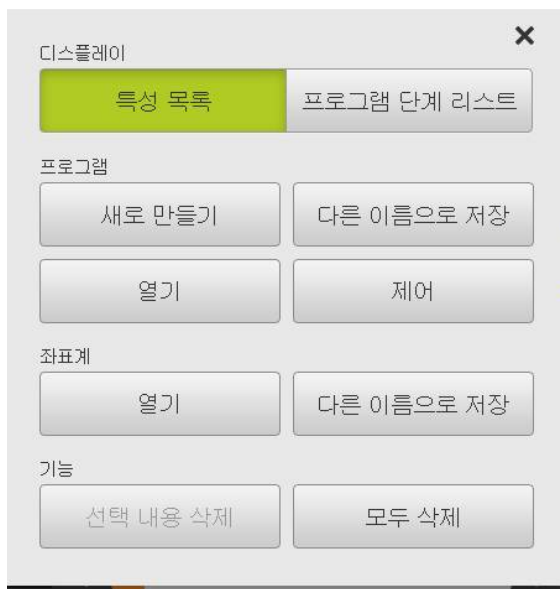 디스플레이
특성 목록 프로그램 단계 리스트
프로그램
새로 만들기 다른 이름으로 저장
열기 제어
좌표계
열기 다른 이름으로 저장
기능
선택 내용 삭제 모두 삭제